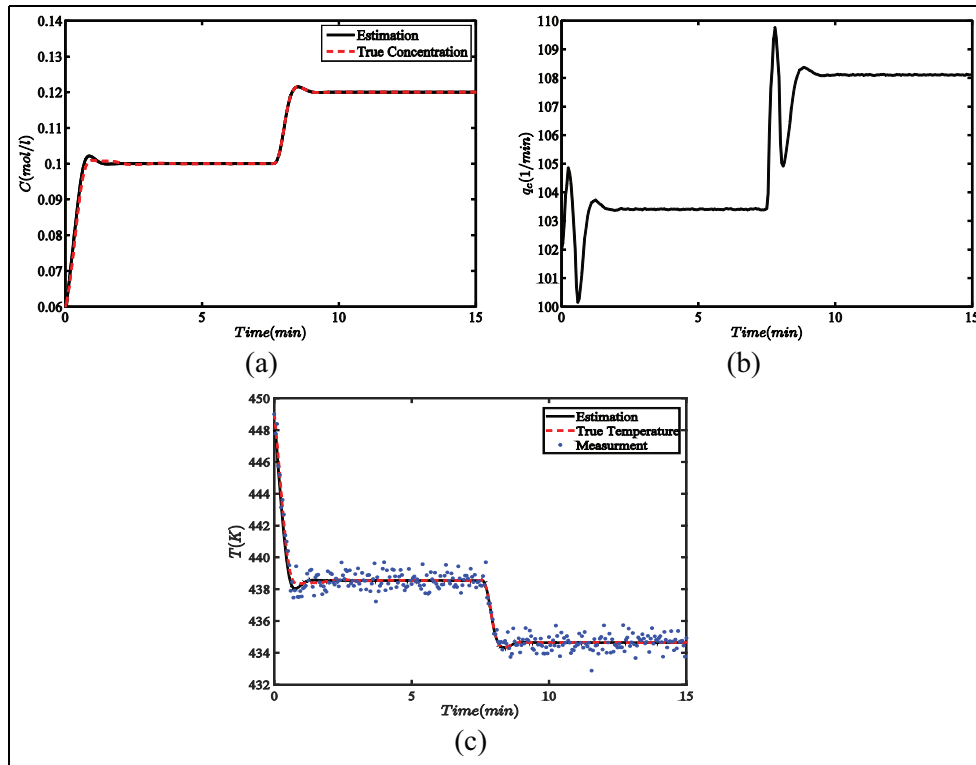 0.14
0.13
0.12
0.11
0.1
0.09
0.08
0.07
0.06
C(mol/l)
0 5 10 15
Time(min)
Estimation
True Concentration
(a)
110
109
108
107
106
105
104
103
102
101
100
q_c(1/min)
0 5 10 15
Time(min)
(b)
450
448
446
444
442
440
438
436
434
432
T(K)
0 5 10 15
Time(min)
Estimation
True Temperature
Measurment
(c)